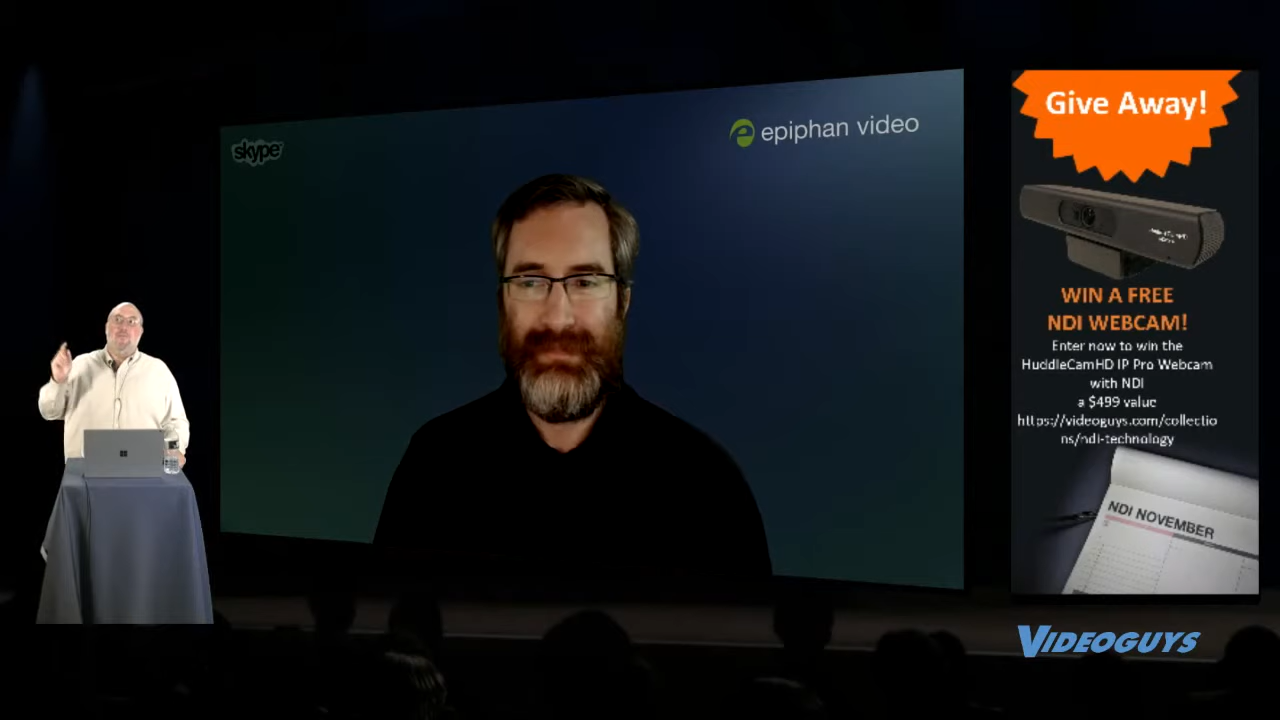 skype
epiphan video
Give Away!
WIN A FREE
NDI WEBCAM!
Enter now to win the
HuddleCamHD IP Pro Webcam
with NDI
a $499 value
https://videoguys.com/collectio
ns/ndi-technology
NDI NOVEMBER
VIDEOGUYS